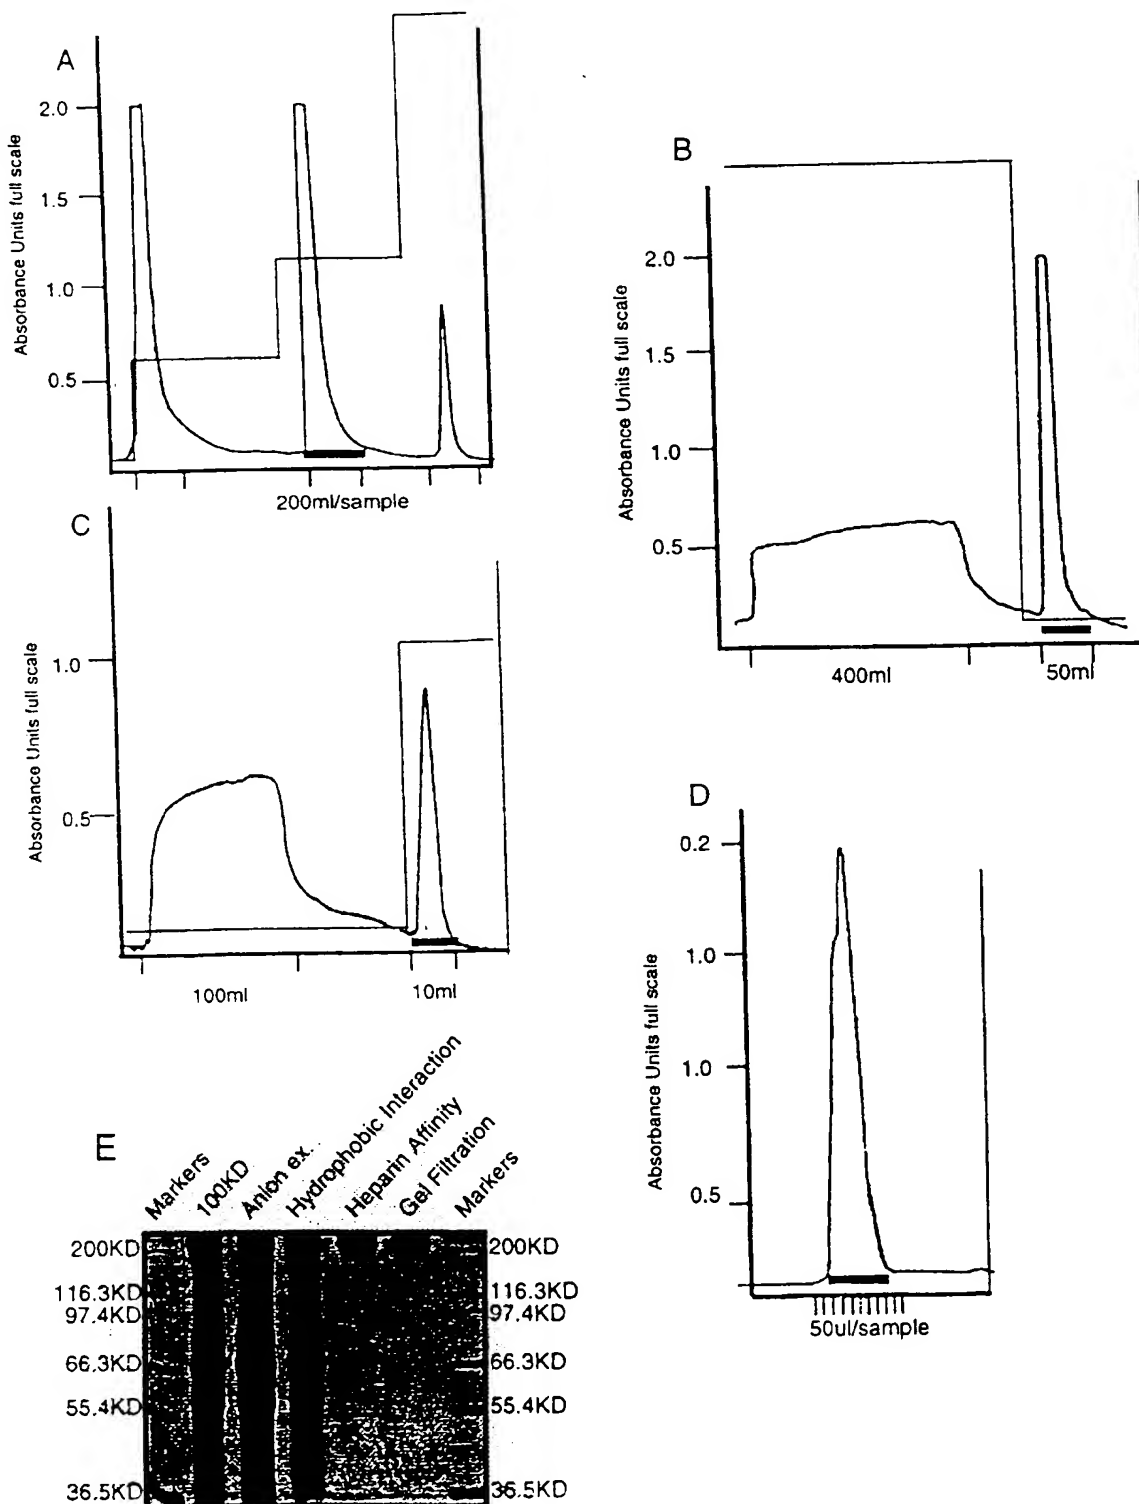 A
Absorbance Units full scale
2.0
1.5
1.0
0.5
200ml/sample
B
Absorbance Units full scale
2.0
1.5
1.0
0.5
400ml
50ml
C
Absorbance Units full scale
1.0
0.5
100ml
10ml
D
Absorbance Units full scale
0.2
1.0
1.0
0.5
50ul/sample
E
Markers
100KD
Anion ex.
Hydrophobic Interaction
Heparin Affinity
Gel Filtration
Markers
200KD 200KD
116.3KD 116.3KD
97.4KD 97.4KD
66.3KD 66.3KD
55.4KD 55.4KD
36.5KD 36.5KD